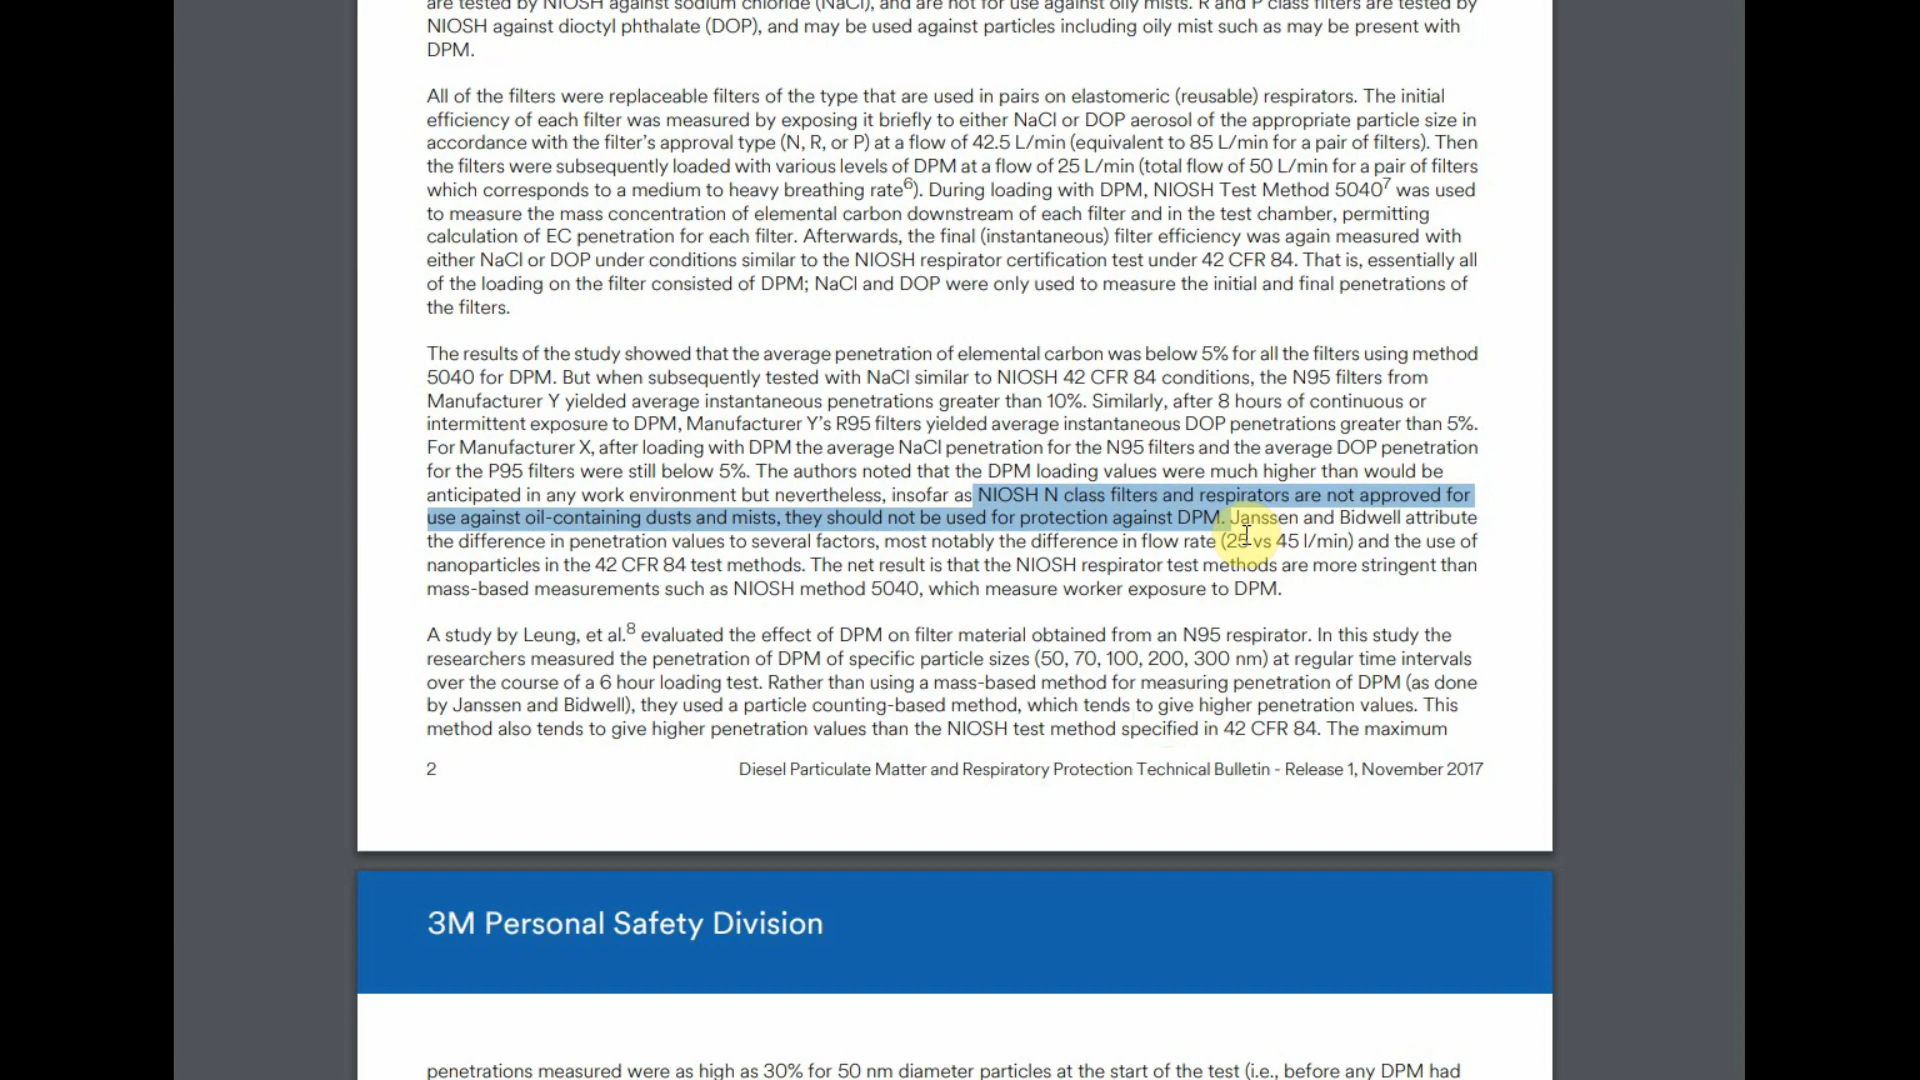 are tested by NIOSH against sodium chloride (NaCl), and are not for use against oily mists. R and P class filters are tested by
NIOSH against dioctyl phthalate (DOP), and may be used against particles including oily mist such as may be present with
DPM.
All of the filters were replaceable filters of the type that are used in pairs on elastomeric (reusable) respirators. The initial
efficiency of each filter was measured by exposing it briefly to either NaCl or DOP aerosol of the appropriate particle size in
accordance with the filter's approval type (N, R, or P) at a flow of 42.5 L/min (equivalent to 85 L/min for a pair of filters). Then
the filters were subsequently loaded with various levels of DPM at a flow of 25 L/min (total flow of 50 L/min for a pair of filters
which corresponds to a medium to heavy breathing rate6). During loading with DPM, NIOSH Test Method 50407 was used
to measure the mass concentration of elemental carbon downstream of each filter and in the test chamber, permitting
calculation of EC penetration for each filter. Afterwards, the final (instantaneous) filter efficiency was again measured with
either NaCl or DOP under conditions similar to the NIOSH respirator certification test under 42 CFR 84. That is, essentially all
of the loading on the filter consisted of DPM; NaCl and DOP were only used to measure the initial and final penetrations of
the filters.
The results of the study showed that the average penetration of elemental carbon was below 5% for all the filters using method
5040 for DPM. But when subsequently tested with NaCl similar to NIOSH 42 CFR 84 conditions, the N95 filters from
Manufacturer Y yielded average instantaneous penetrations greater than 10%. Similarly, after 8 hours of continuous or
intermittent exposure to DPM, Manufacturer Y's R95 filters yielded average instantaneous DOP penetrations greater than 5%.
For Manufacturer X, after loading with DPM the average NaCl penetration for the N95 filters and the average DOP penetration
for the P95 filters were still below 5%. The authors noted that the DPM loading values were much higher than would be
anticipated in any work environment but nevertheless, insofar as NIOSH N class filters and respirators are not approved for
use against oil-containing dusts and mists, they should not be used for protection against DPM. Janssen and Bidwell attribute
the difference in penetration values to several factors, most notably the difference in flow rate (25 vs 45 l/min) and the use of
nanoparticles in the 42 CFR 84 test methods. The net result is that the NIOSH respirator test methods are more stringent than
mass-based measurements such as NIOSH method 5040, which measure worker exposure to DPM.
A study by Leung, et al.8 evaluated the effect of DPM on filter material obtained from an N95 respirator. In this study the
researchers measured the penetration of DPM of specific particle sizes (50, 70, 100, 200, 300 nm) at regular time intervals
over the course of a 6 hour loading test. Rather than using a mass-based method for measuring penetration of DPM (as done
by Janssen and Bidwell), they used a particle counting-based method, which tends to give higher penetration values. This
method also tends to give higher penetration values than the NIOSH test method specified in 42 CFR 84. The maximum
2 Diesel Particulate Matter and Respiratory Protection Technical Bulletin - Release 1, November 2017
3M Personal Safety Division
penetrations measured were as high as 30% for 50 nm diameter particles at the start of the test (i.e., before any DPM had